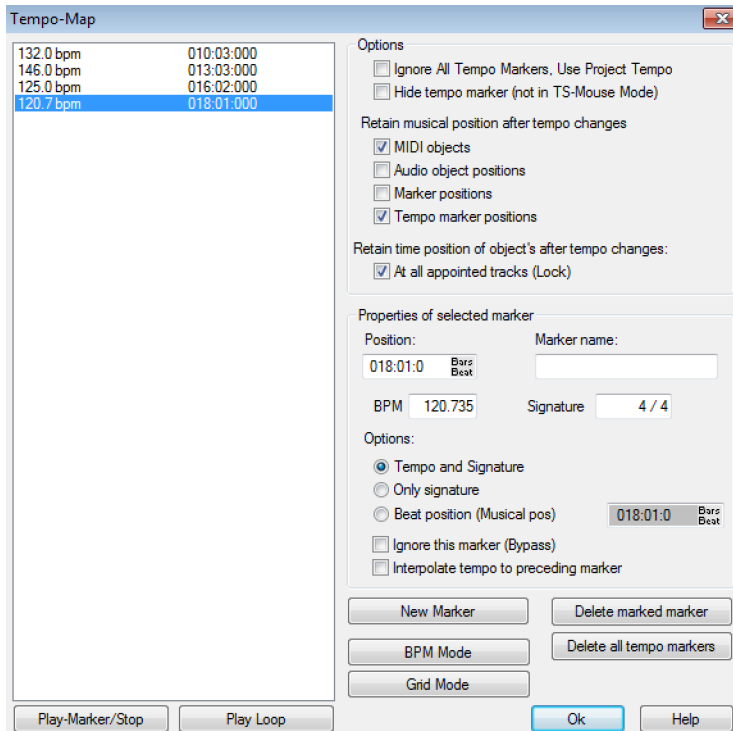 Tempo-Map
132.0 bpm 010:03:000
146.0 bpm 013:03:000
125.0 bpm 016:02:000
120.7 bpm 018:01:000
Options
Ignore All Tempo Markers, Use Project Tempo
Hide tempo marker (not in TS-Mouse Mode)
Retain musical position after tempo changes
MIDI objects
Audio object positions
Marker positions
Tempo marker positions
Retain time position of object's after tempo changes:
At all appointed tracks (Lock)
Properties of selected marker
Position: Marker name:
018:01:0 Bars
Beat
BPM 120.735 Signature 4 / 4
Options:
Tempo and Signature
Only signature
Beat position (Musical pos) 018:01:0 Bars
Beat
Ignore this marker (Bypass)
Interpolate tempo to preceding marker
New Marker Delete marked marker
BPM Mode Delete all tempo markers
Grid Mode
Play-Marker/Stop Play Loop Ok Help